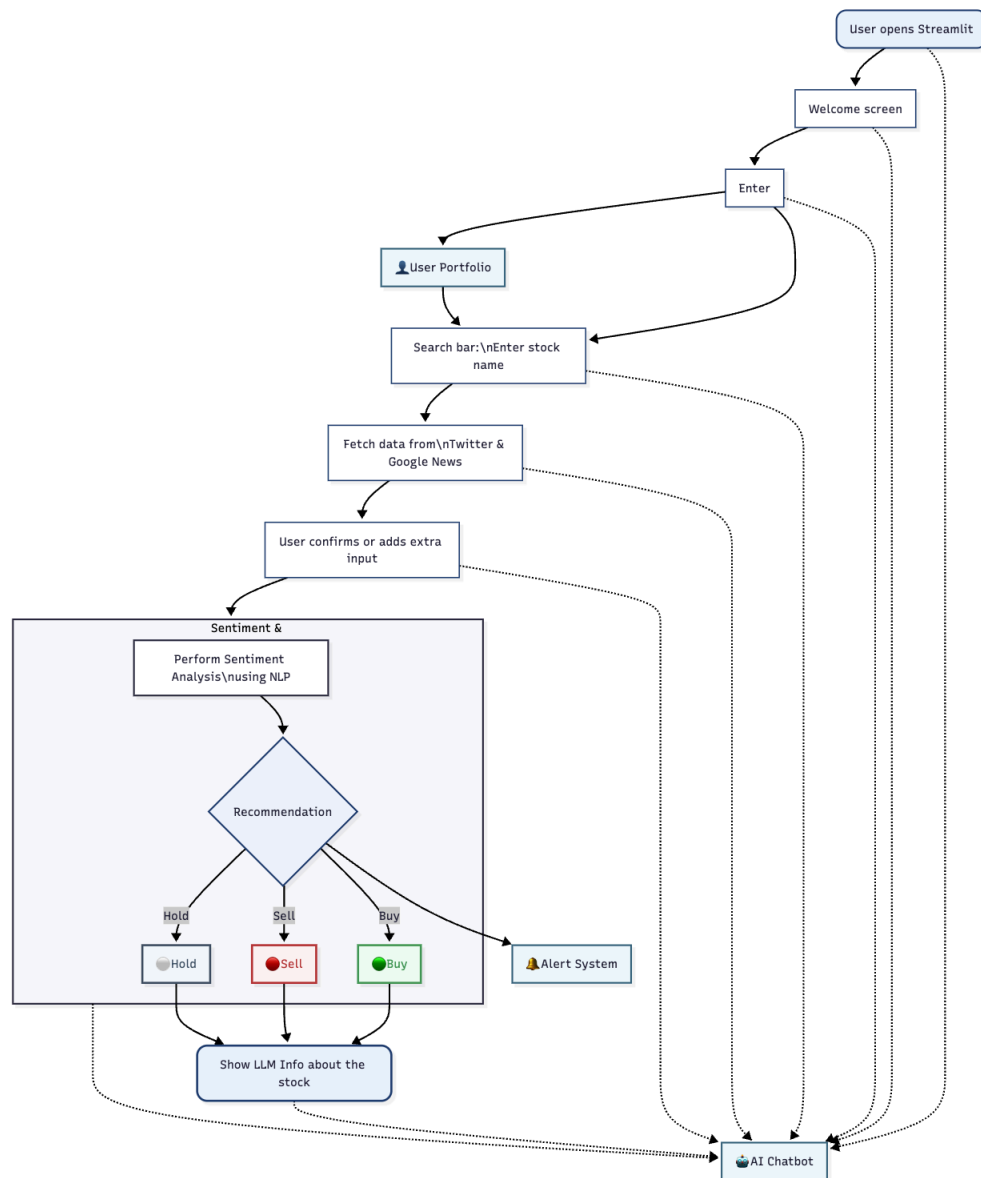 User opens Streamlit
Welcome screen
Enter
👤User Portfolio
Search bar:\nEnter stock
name
Fetch data from\nTwitter &
Google News
User confirms or adds extra
input
Sentiment &
Perform Sentiment
Analysis\nusing NLP
Recommendation
Hold
Sell
Buy
⚪Hold
🔴Sell
🟢Buy
🔔Alert System
Show LLM Info about the
stock
🤖AI Chatbot